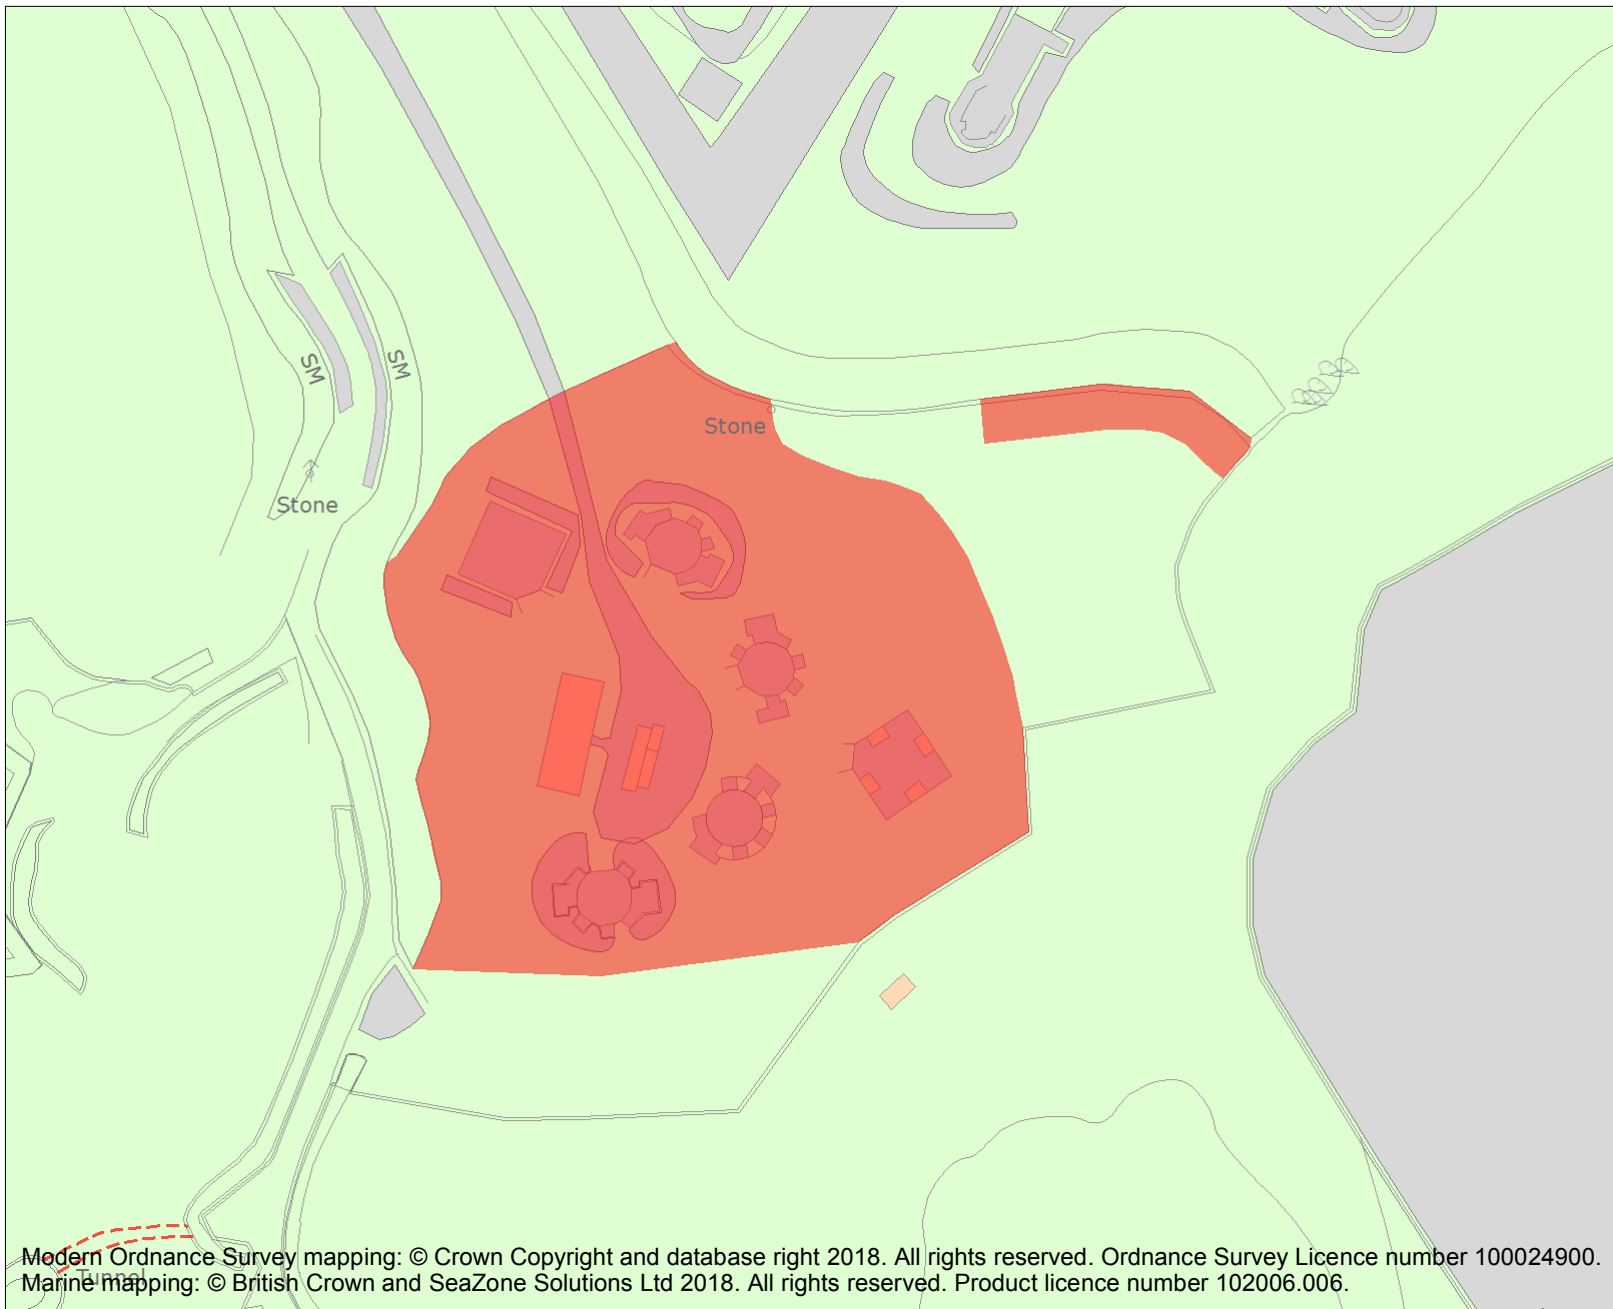 SM
SM
Stone
Stone
Tunnel
Modern Ordnance Survey mapping: © Crown Copyright and database right 2018. All rights reserved. Ordnance Survey Licence number 100024900.
Marine mapping: © British Crown and SeaZone Solutions Ltd 2018. All rights reserved. Product licence number 102006.006.